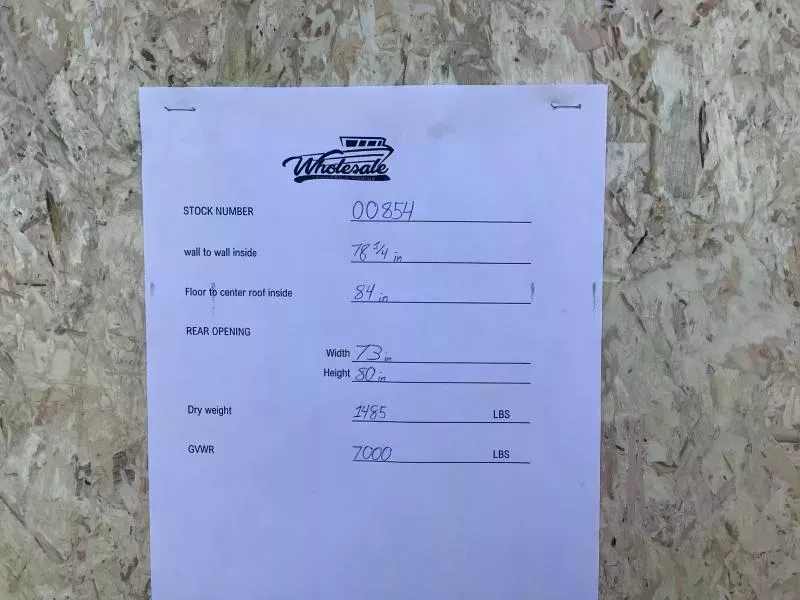 Wholesale
STOCK NUMBER 00854
wall to wall inside 78 3/4 in
Floor to center roof inside 84 in
REAR OPENING
Width 73 in
Height 80 in
Dry weight 1485 LBS
GVWR 7000 LBS